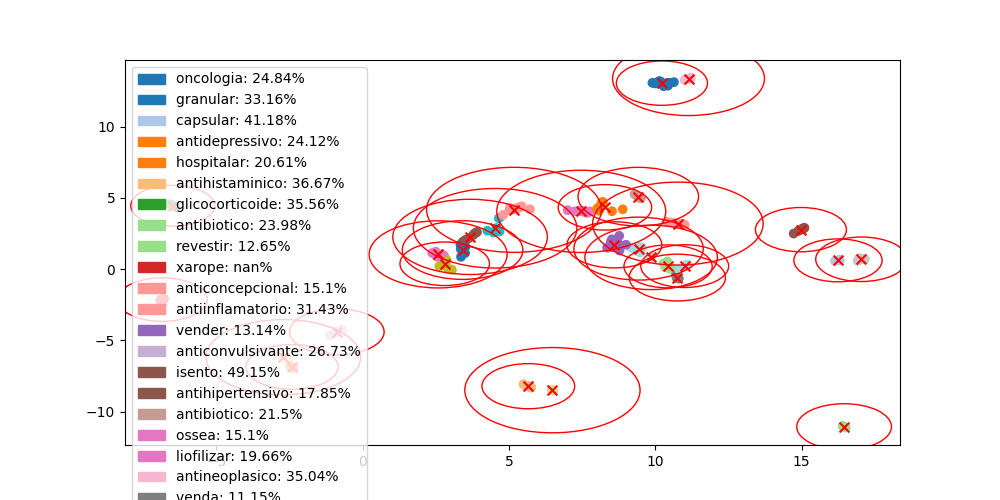 oncologia: 24.84%
granular: 33.16%
capsular: 41.18%
antidepressivo: 24.12%
hospitalar: 20.61%
antihistaminico: 36.67%
glicocorticoide: 35.56%
antibiotico: 23.98%
revestir: 12.65%
xarope: nan%
anticoncepcional: 15.1%
antiinflamatorio: 31.43%
vender: 13.14%
anticonvulsivante: 26.73%
isento: 49.15%
antihipertensivo: 17.85%
antibiotico: 21.5%
ossea: 15.1%
liofilizar: 19.66%
antineoplasico: 35.04%
venda: 11.15%
10
5
0
−5
−10
−5 0 5 10 15